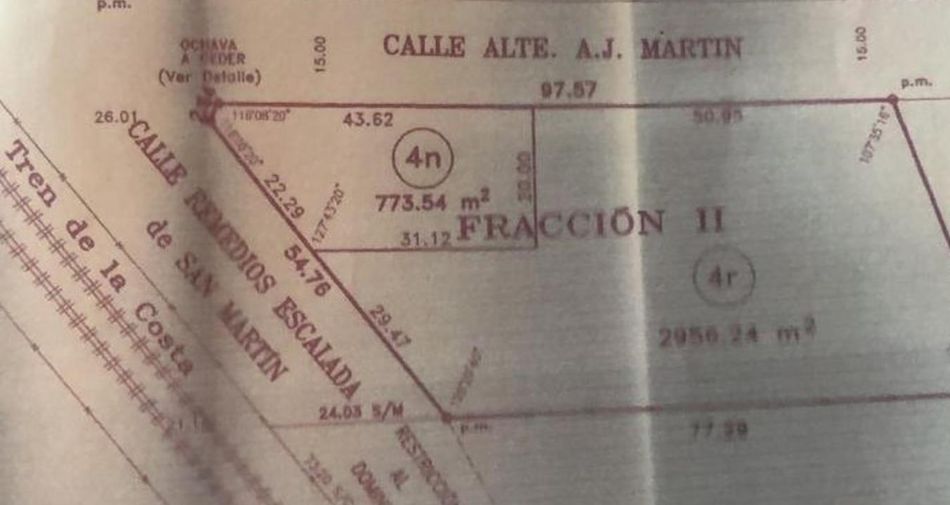 p.m.
OCHAVA
A CEDER
(Ver Detalle)
15.00
CALLE ALTE. A.J. MARTIN
15.00
p.m.
97.57
26.01
116°08'20"
43.62
50.95
107°35'16"
4n
773.54 m²
20.00
22.29
127°43'20"
31.12
FRACCIÓN II
54.76
29.47
4r
2956.24 m²
CALLE REMEDIOS ESCALADA
de SAN MARTIN
Tren de la Costa
24.03 S/M
p.m.
77.39
RESTRICCIÓN
AL